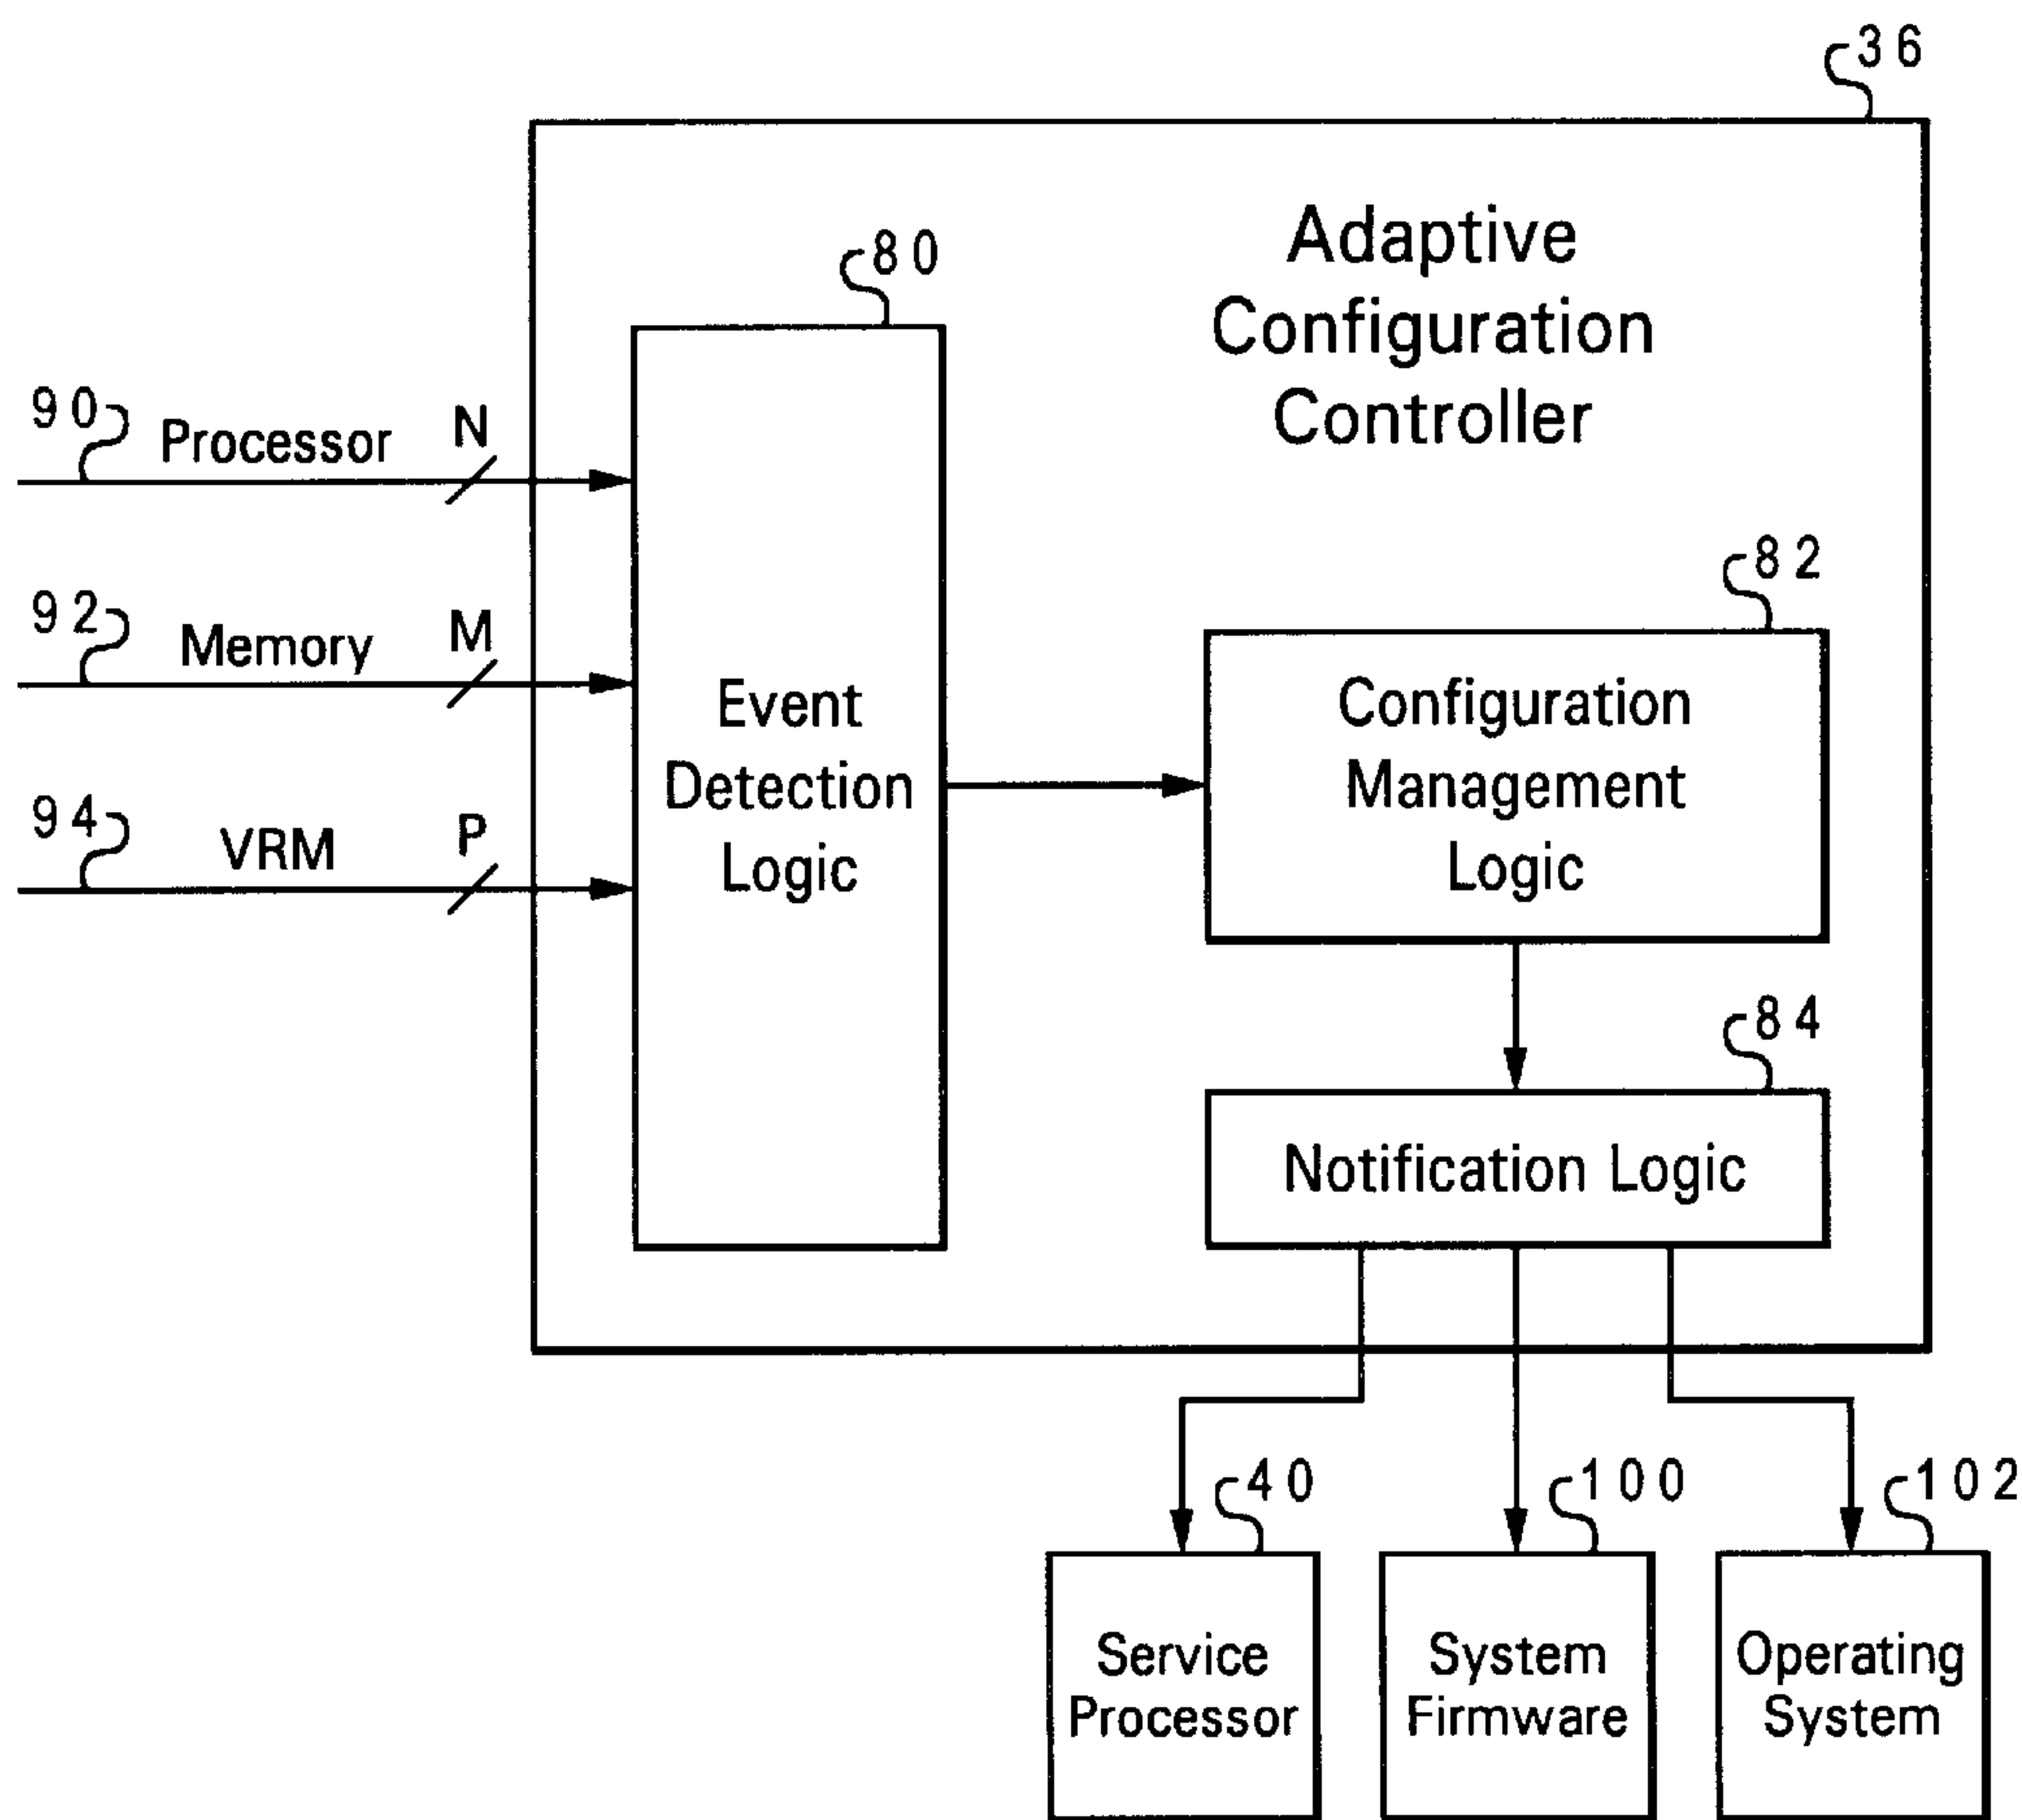 36
Adaptive
Configuration
Controller
80
90 Processor N
92 Memory M
94 VRM P
Event
Detection
Logic
82
Configuration
Management
Logic
84
Notification Logic
40
Service
Processor
100
System
Firmware
102
Operating
System